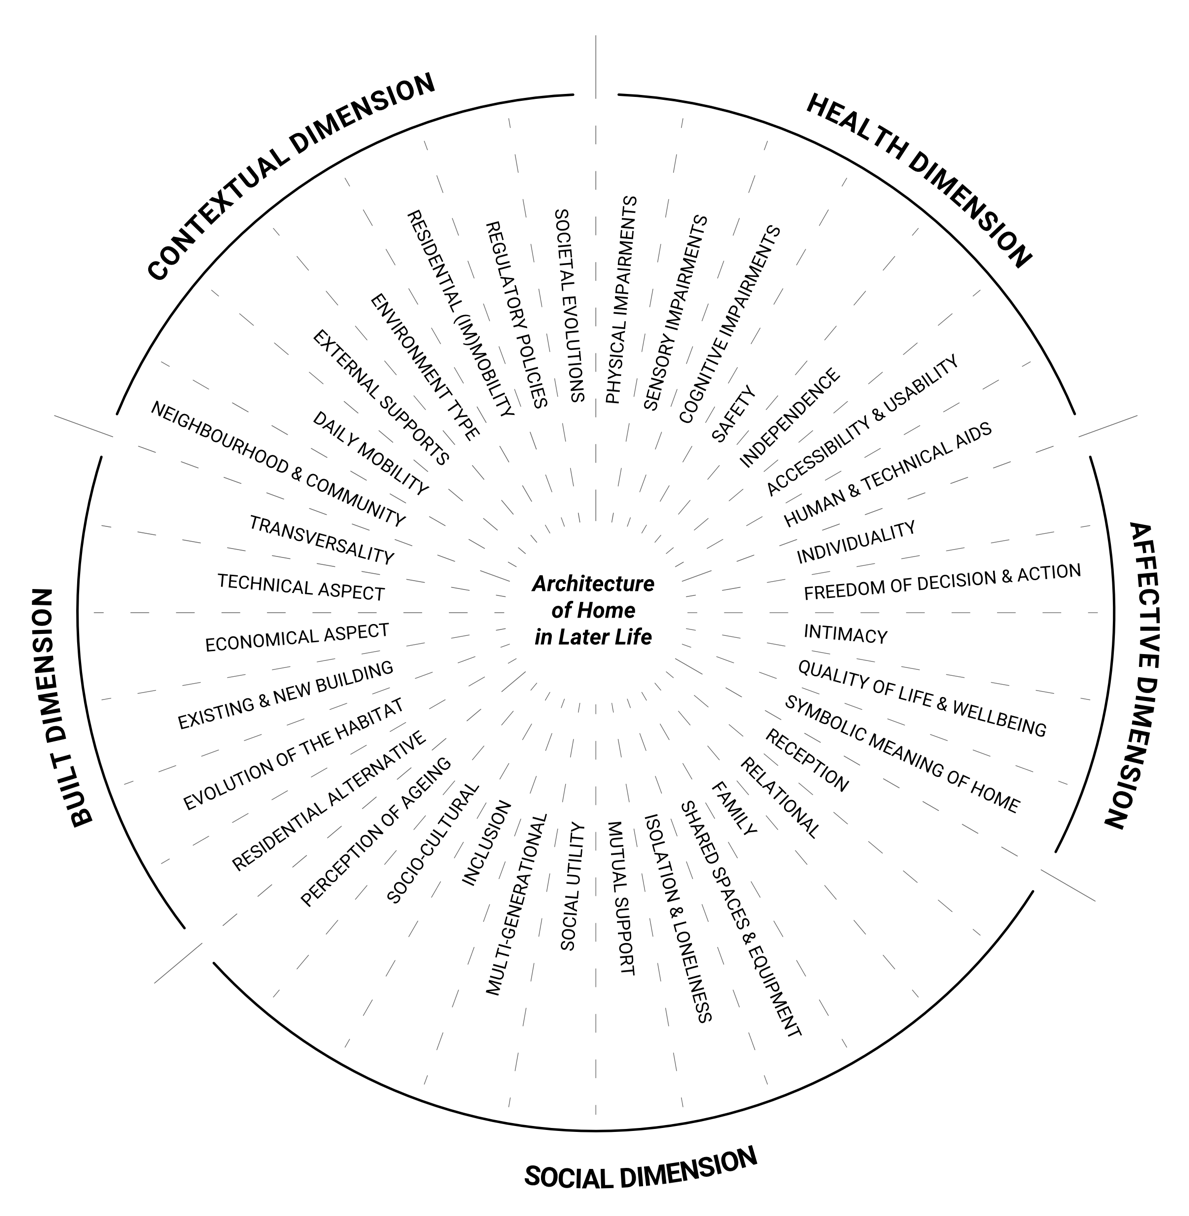 Architecture
of Home
in Later Life
HEALTH DIMENSION
PHYSICAL IMPAIRMENTS
SENSORY IMPAIRMENTS
COGNITIVE IMPAIRMENTS
SAFETY
INDEPENDENCE
ACCESSIBILITY & USABILITY
HUMAN & TECHNICAL AIDS
AFFECTIVE DIMENSION
INDIVIDUALITY
FREEDOM OF DECISION & ACTION
INTIMACY
QUALITY OF LIFE & WELLBEING
SYMBOLIC MEANING OF HOME
SOCIAL DIMENSION
RECEPTION
RELATIONAL
FAMILY
SHARED SPACES & EQUIPMENT
ISOLATION & LONELINESS
MUTUAL SUPPORT
SOCIAL UTILITY
MULTI-GENERATIONAL
INCLUSION
SOCIO-CULTURAL
PERCEPTION OF AGEING
BUILT DIMENSION
RESIDENTIAL ALTERNATIVE
EVOLUTION OF THE HABITAT
EXISTING & NEW BUILDING
ECONOMICAL ASPECT
TECHNICAL ASPECT
TRANSVERSALITY
CONTEXTUAL DIMENSION
NEIGHBOURHOOD & COMMUNITY
DAILY MOBILITY
EXTERNAL SUPPORTS
ENVIRONMENT TYPE
RESIDENTIAL (IM)MOBILITY
REGULATORY POLICIES
SOCIETAL EVOLUTIONS